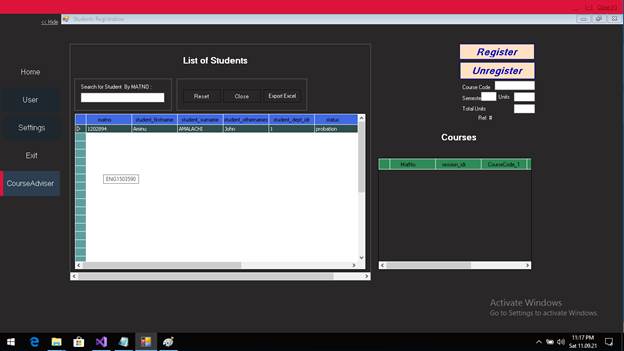 Close [X]
<< Hide
Students Registration
Home
User
Settings
Exit
CourseAdviser
List of Students
Search for Student By MATNO :
Reset
Close
Export Excel
matno student_firstname student_surname student_othernames student_dept_idr status
1202894 Aminu AMALACHI John 1 probation
ENG1503590
Register
Unregister
Course Code
Semester
Units
Total Units
Ref: #
Courses
MatNo session_idr CourseCode_1
Activate Windows
Go to Settings to activate Windows.
11:17 PM
Sat 11.09.21